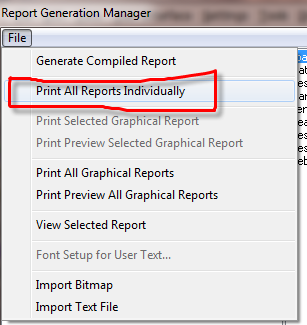 Report Generation Manager
File
Generate Compiled Report
Print All Reports Individually
Print Selected Graphical Report
Print Preview Selected Graphical Report
Print All Graphical Reports
Print Preview All Graphical Reports
View Selected Report
Font Setup for User Text...
Import Bitmap
Import Text File